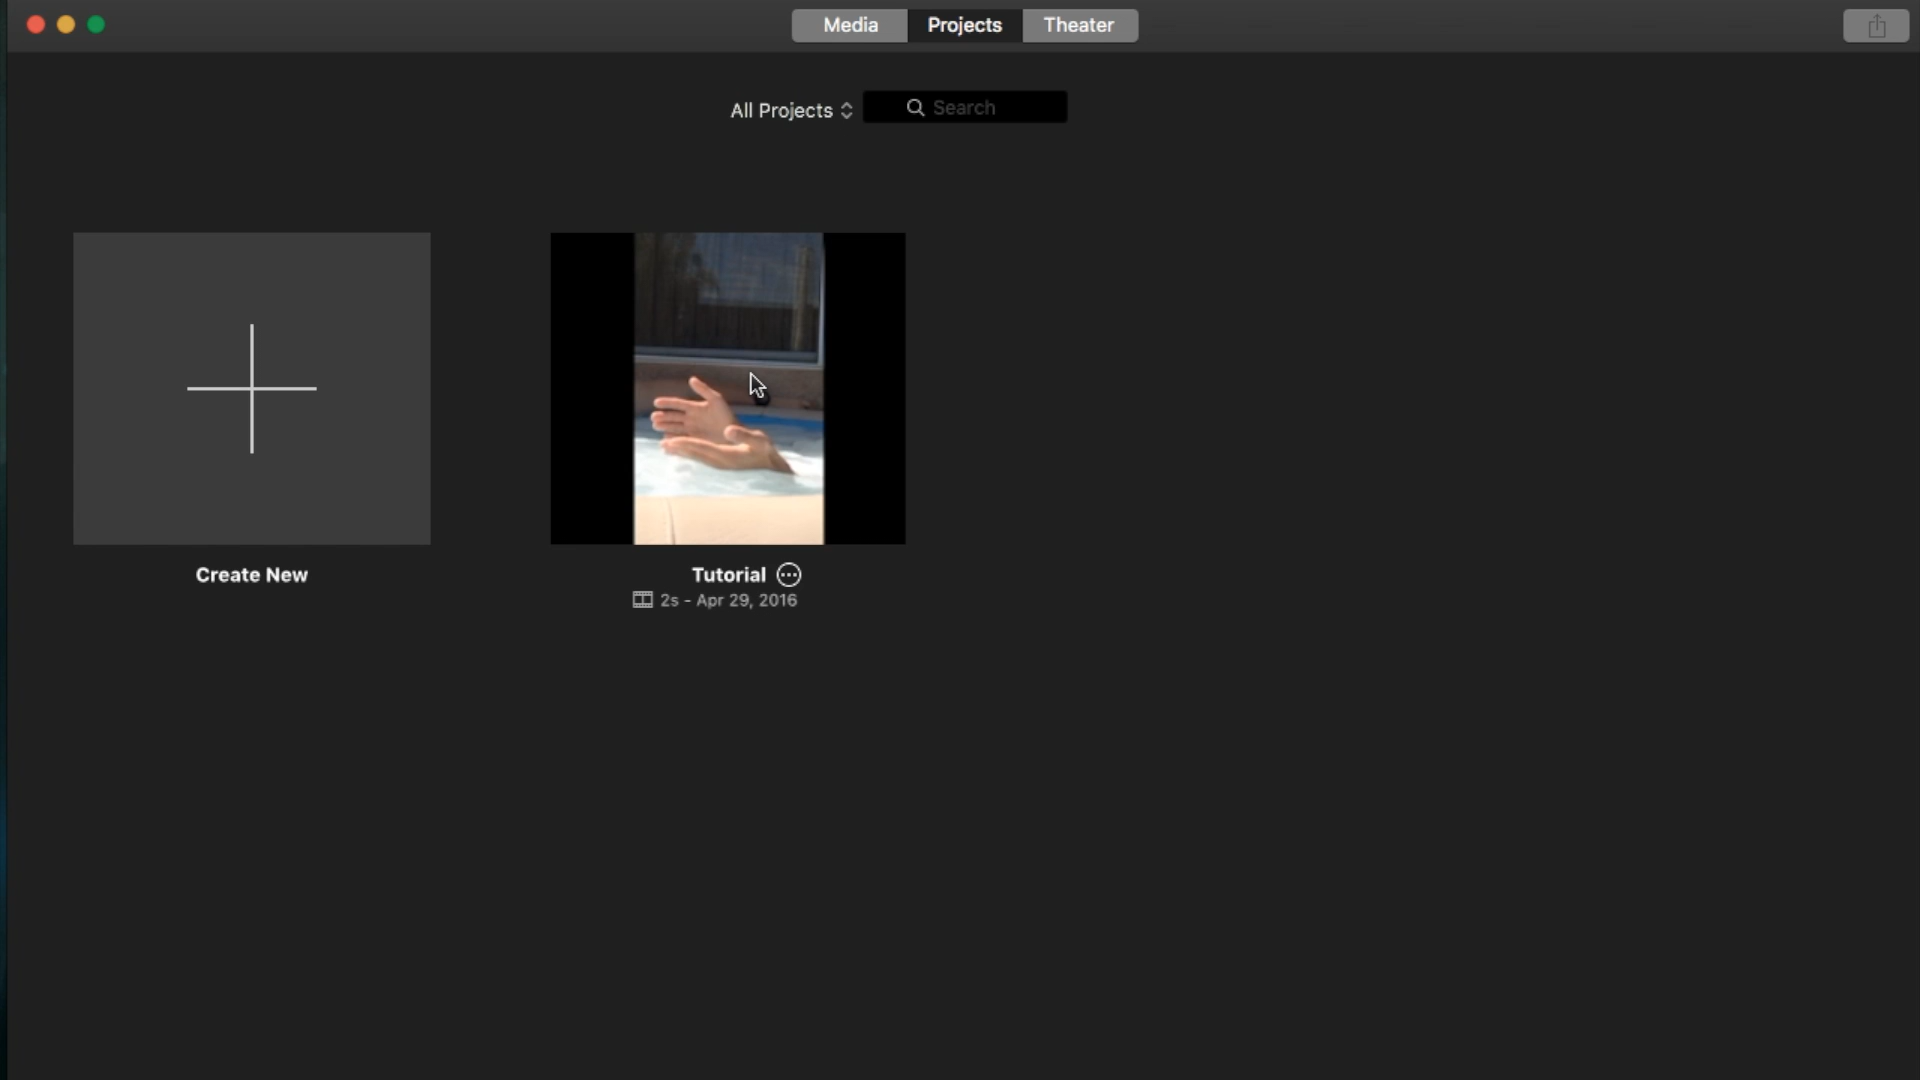 Media Projects Theater
All Projects Search
Create New
Tutorial
2s - Apr 29, 2016